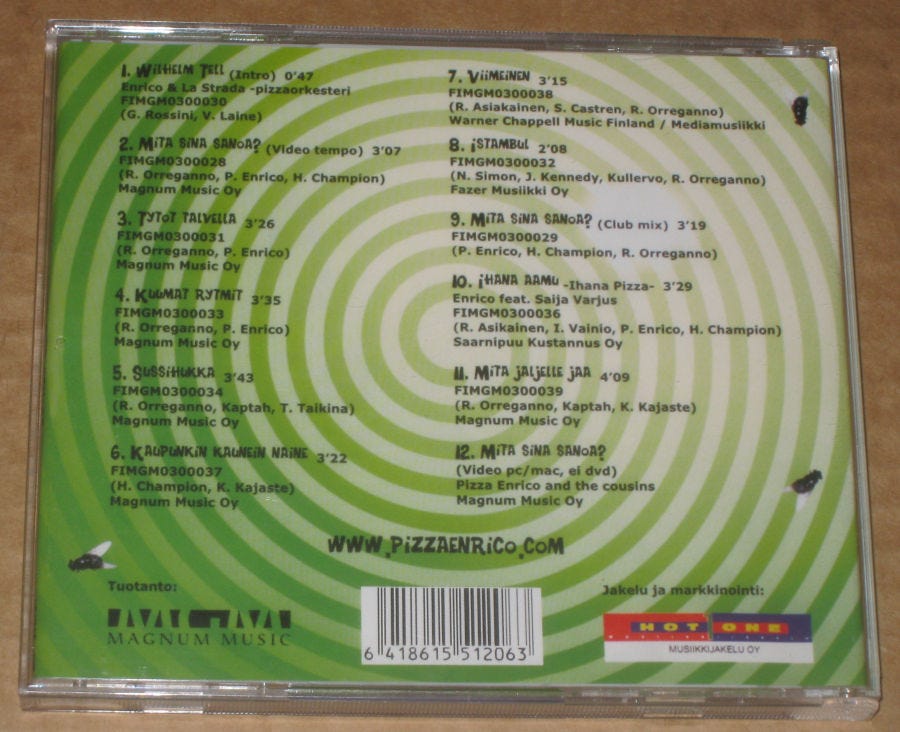 1. Wilhelm Tell (Intro) 0'47
Enrico & La Strada -pizzaorkesteri
FIMGM0300030
(G. Rossini, V. Laine)
2. Mita sina sanoa? (Video tempo) 3'07
FIMGM0300028
(R. Orreganno, P. Enrico, H. Champion)
Magnum Music Oy
3. Tytot talvella 3'26
FIMGM0300031
(R. Orreganno, P. Enrico)
Magnum Music Oy
4. Kuumat rytmit 3'35
FIMGM0300033
(R. Orreganno, P. Enrico)
Magnum Music Oy
5. Sussihukka 3'43
FIMGM0300034
(R. Orreganno, Kaptah, T. Taikina)
Magnum Music Oy
6. Kaupunkin kaunein naine 3'22
FIMGM0300037
(H. Champion, K. Kajaste)
Magnum Music Oy
7. Viimeinen 3'15
FIMGM0300038
(R. Asiakainen, S. Castren, R. Orreganno)
Warner Chappell Music Finland / Mediamusiikki
8. istambul 2'08
FIMGM0300032
(N. Simon, J. Kennedy, Kullervo, R. Orreganno)
Fazer Musiikki Oy
9. Mita sina sanoa? (Club mix) 3'19
FIMGM0300029
(P. Enrico, H. Champion, R. Orreganno)
10. ihana aamu -Ihana Pizza- 3'29
Enrico feat. Saija Varjus
FIMGM0300036
(R. Asikainen, I. Vainio, P. Enrico, H. Champion)
Saarnipuu Kustannus Oy
11. Mita jaljelle jaa 4'09
FIMGM0300039
(R. Orreganno, Kaptah, K. Kajaste)
Magnum Music Oy
12. Mita sina sanoa?
(Video pc/mac, ei dvd)
Pizza Enrico and the cousins
Magnum Music Oy
www.pizzaenrico.com
Tuotanto:
MAGNUM MUSIC
6 418615 512063
Jakelu ja markkinointi:
HOT ONE
MUSIIKKIJAKELU OY